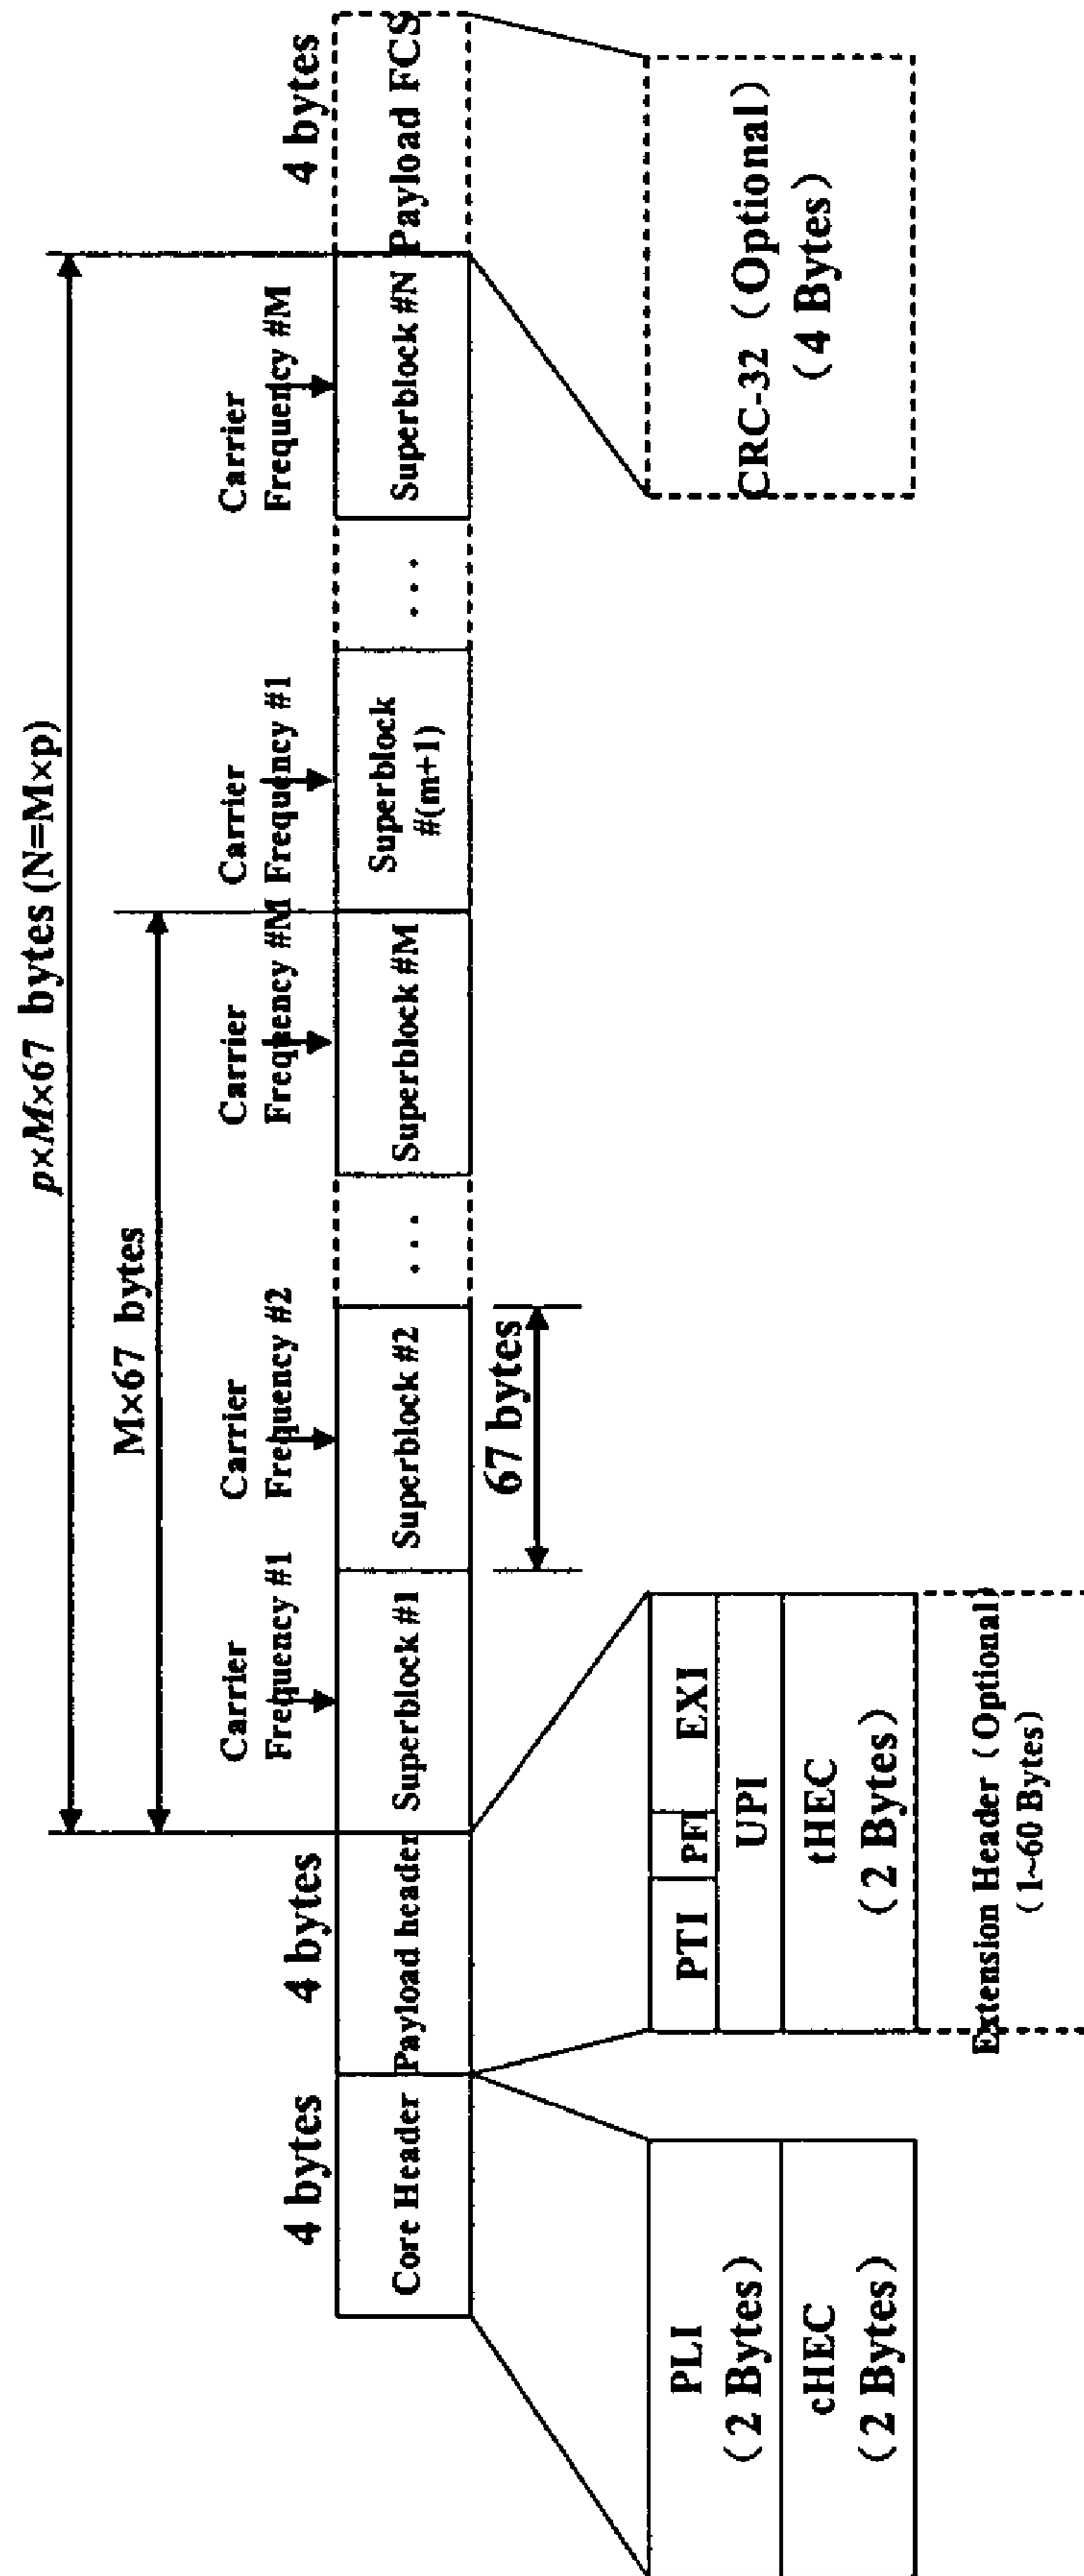 p×M×67 bytes (N=M×p)
M×67 bytes
Carrier
Frequency #1
Carrier
Frequency #2
Carrier
Frequency #M
Carrier
Frequency #1
Carrier
Frequency #M
4 bytes
4 bytes
4 bytes
Core Header
Payload header
Superblock #1
Superblock #2
. . .
Superblock #M
Superblock
#(m+1)
. . .
Superblock #N
Payload FCS
67 bytes
PLI
(2 Bytes)
cHEC
(2 Bytes)
PTI
PFI
EXI
UPI
tHEC
(2 Bytes)
Extension Header (Optional)
(1~60 Bytes)
CRC-32 (Optional)
(4 Bytes)